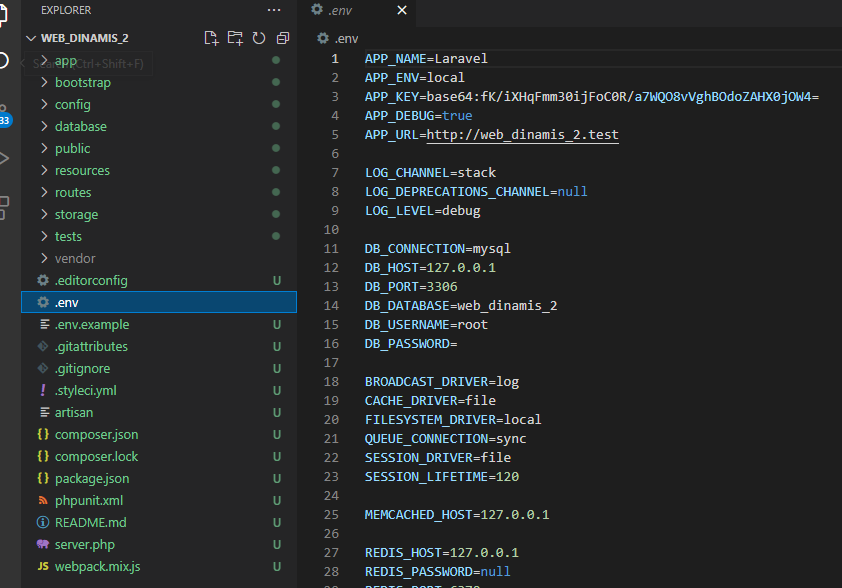 EXPLORER
WEB_DINAMIS_2
app
Search (Ctrl+Shift+F)
bootstrap
config
database
33
public
resources
routes
storage
tests
vendor
.editorconfig U
.env
.env.example U
.gitattributes U
.gitignore U
.styleci.yml U
artisan U
composer.json U
composer.lock U
package.json U
phpunit.xml U
README.md U
server.php U
JS webpack.mix.js U
.env
.env
1 APP_NAME=Laravel
2 APP_ENV=local
3 APP_KEY=base64:fK/iXHqFmm30ijFoC0R/a7WQO8vVghBOdoZAHX0jOW4=
4 APP_DEBUG=true
5 APP_URL=http://web_dinamis_2.test
6
7 LOG_CHANNEL=stack
8 LOG_DEPRECATIONS_CHANNEL=null
9 LOG_LEVEL=debug
10
11 DB_CONNECTION=mysql
12 DB_HOST=127.0.0.1
13 DB_PORT=3306
14 DB_DATABASE=web_dinamis_2
15 DB_USERNAME=root
16 DB_PASSWORD=
17
18 BROADCAST_DRIVER=log
19 CACHE_DRIVER=file
20 FILESYSTEM_DRIVER=local
21 QUEUE_CONNECTION=sync
22 SESSION_DRIVER=file
23 SESSION_LIFETIME=120
24
25 MEMCACHED_HOST=127.0.0.1
26
27 REDIS_HOST=127.0.0.1
28 REDIS_PASSWORD=null